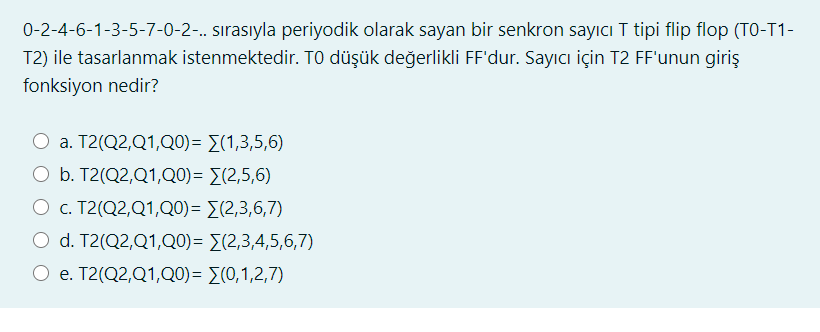 0-2-4-6-1-3-5-7-0-2-.. sırasıyla periyodik olarak sayan bir senkron sayıcı T tipi flip flop (T0-T1-
T2) ile tasarlanmak istenmektedir. T0 düşük değerlikli FF'dur. Sayıcı için T2 FF'unun giriş
fonksiyon nedir?
a. T2(Q2,Q1,Q0)= ∑(1,3,5,6)
b. T2(Q2,Q1,Q0)= ∑(2,5,6)
c. T2(Q2,Q1,Q0)= ∑(2,3,6,7)
d. T2(Q2,Q1,Q0)= ∑(2,3,4,5,6,7)
e. T2(Q2,Q1,Q0)= ∑(0,1,2,7)